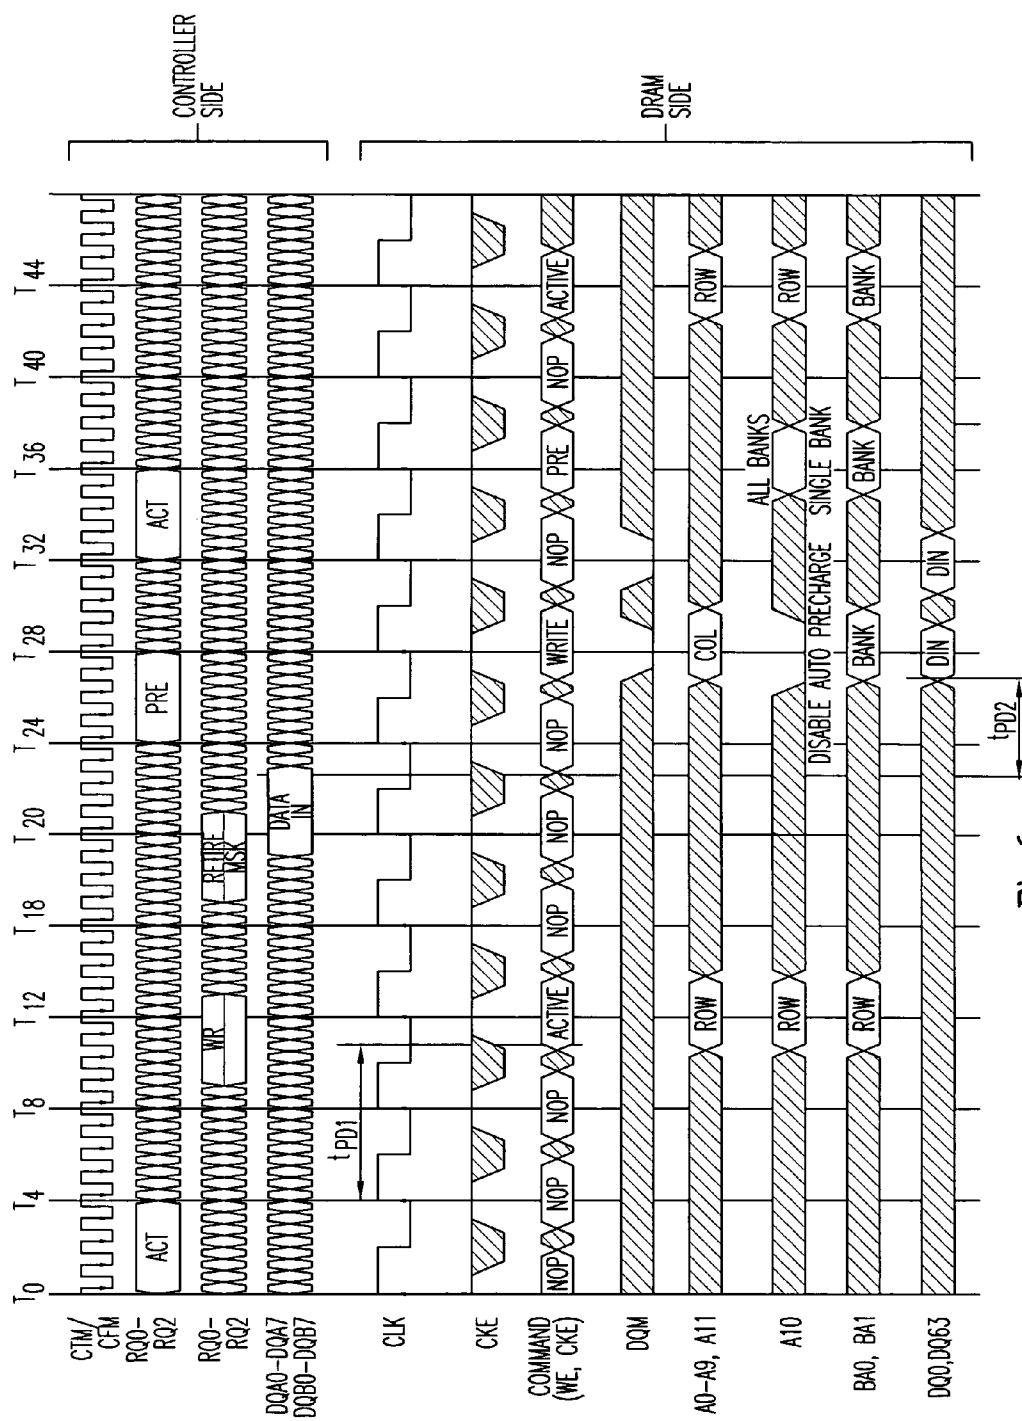 T0 T4 T8 T12 T18 T20 T24 T28 T32 T36 T40 T44
CTM/
CFM
RQ0-
RQ2
ACT PRE ACT
RQ0-
RQ2
WR RETIRE
MSK
DQA0-DQA7
DQB0-DQB7
DATA
IN
CONTROLLER
SIDE
tPD1
CLK
CKE
COMMAND
(WE, CKE)
NOP NOP NOP ACTIVE NOP NOP NOP WRITE NOP PRE NOP ACTIVE
DQM
A0-A9, A11
ROW COL ROW
A10
ROW ALL BANKS ROW
DISABLE AUTO PRECHARGE SINGLE BANK
BA0, BA1
ROW BANK BANK BANK
DQ0,DQ63
DIN DIN
DRAM
SIDE
tPD2